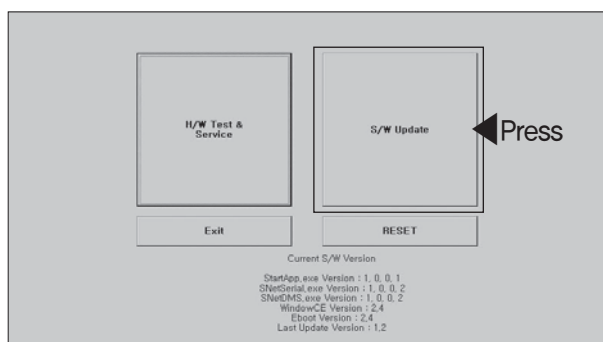 H/W Test &
Service
S/W Update
Press
Exit
RESET
Current S/W Version
StartApp.exe Version : 1, 0, 0, 1
SNetSerial.exe Version : 1, 0, 0, 2
SNetDMS.exe Version : 1, 0, 0, 2
WindowCE Version : 2.4
Eboot Version : 2.4
Last Update Version : 1.2